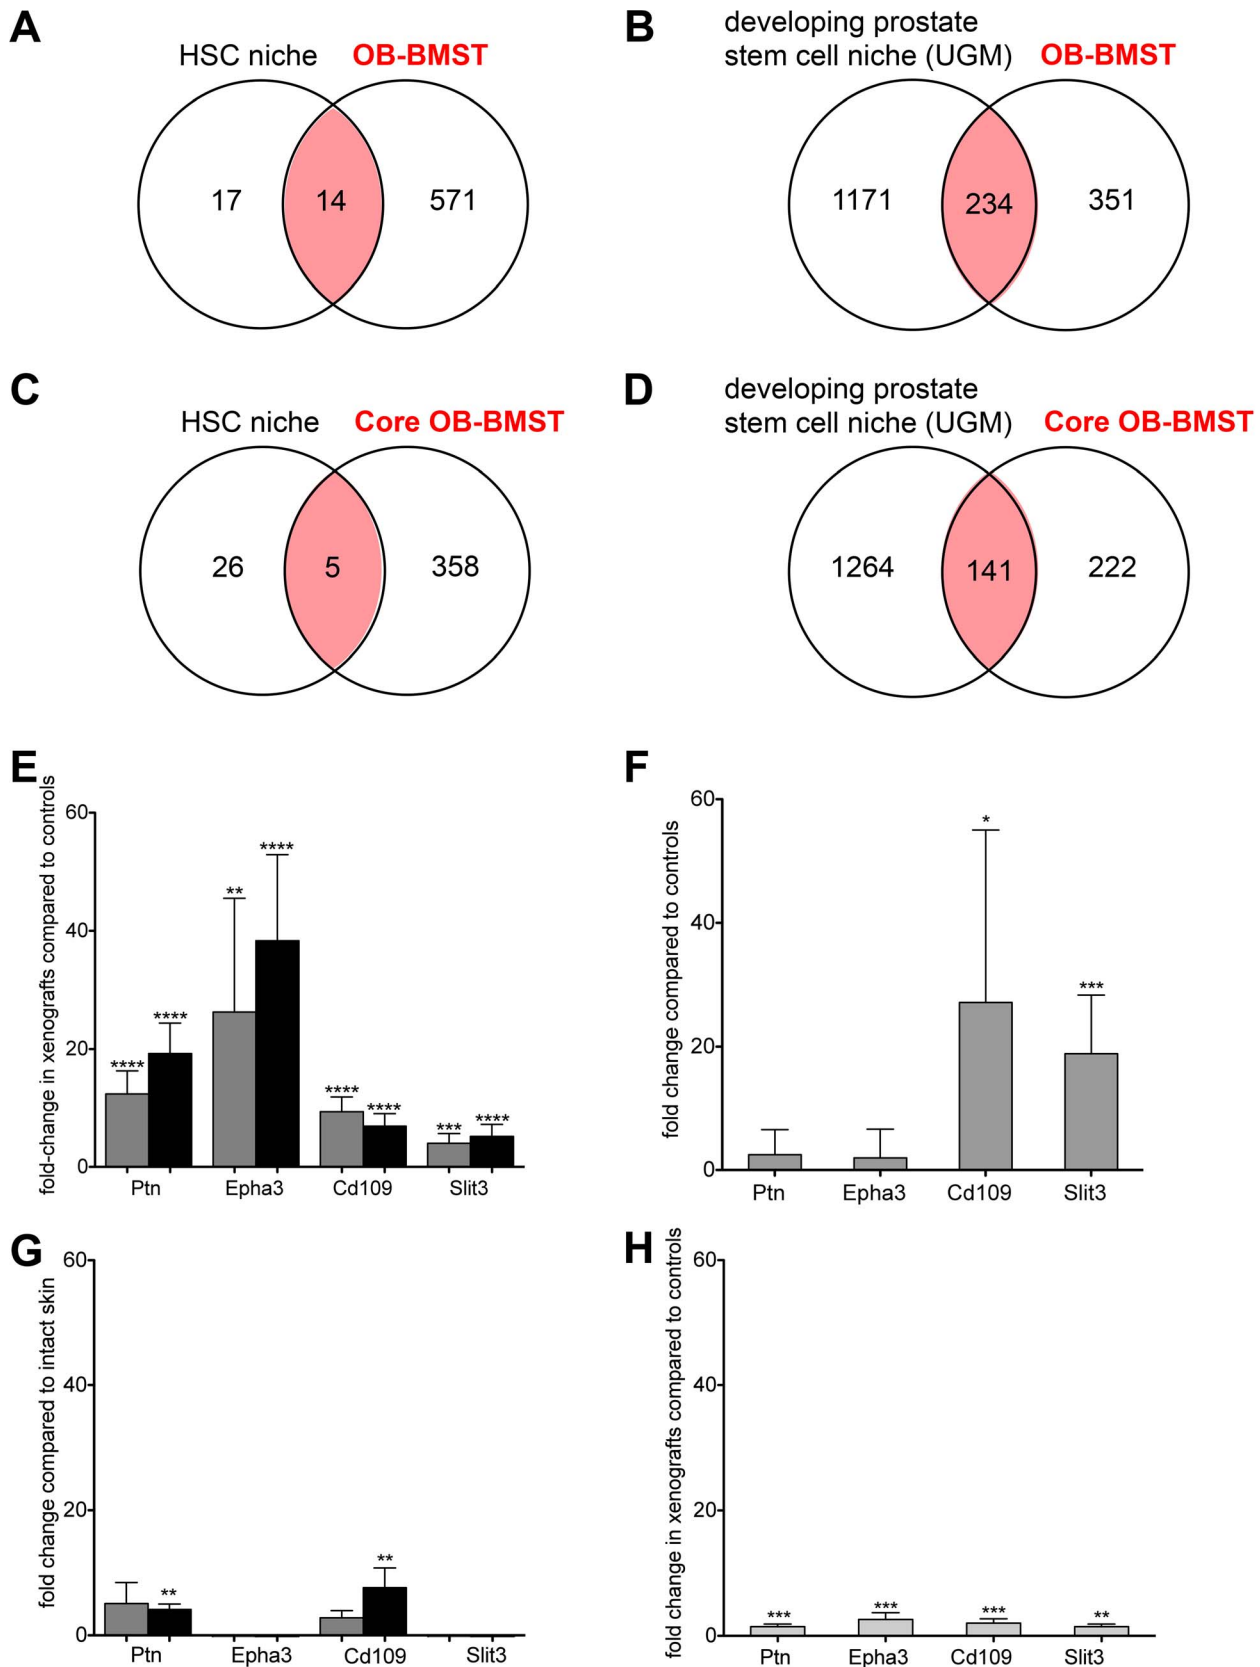 A
HSC niche OB-BMST
17 14 571
B
developing prostate
stem cell niche (UGM) OB-BMST
1171 234 351
C
HSC niche Core OB-BMST
26 5 358
D
developing prostate
stem cell niche (UGM) Core OB-BMST
1264 141 222
E
fold-change in xenografts compared to controls
60
40
20
0
**** **** ** **** **** **** *** ****
Ptn Epha3 Cd109 Slit3
F
fold change compared to controls
60
40
20
0
* ***
Ptn Epha3 Cd109 Slit3
G
fold change compared to intact skin
60
40
20
0
** **
Ptn Epha3 Cd109 Slit3
H
fold change in xenografts compared to controls
60
40
20
0
*** *** *** **
Ptn Epha3 Cd109 Slit3